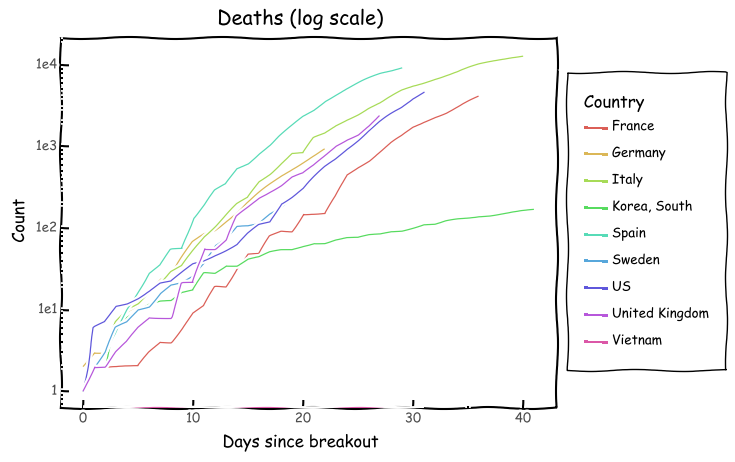 Deaths (log scale)
1e4
1e3
1e2
1e1
1
Count
0
10
20
30
40
Days since breakout
Country
France
Germany
Italy
Korea, South
Spain
Sweden
US
United Kingdom
Vietnam